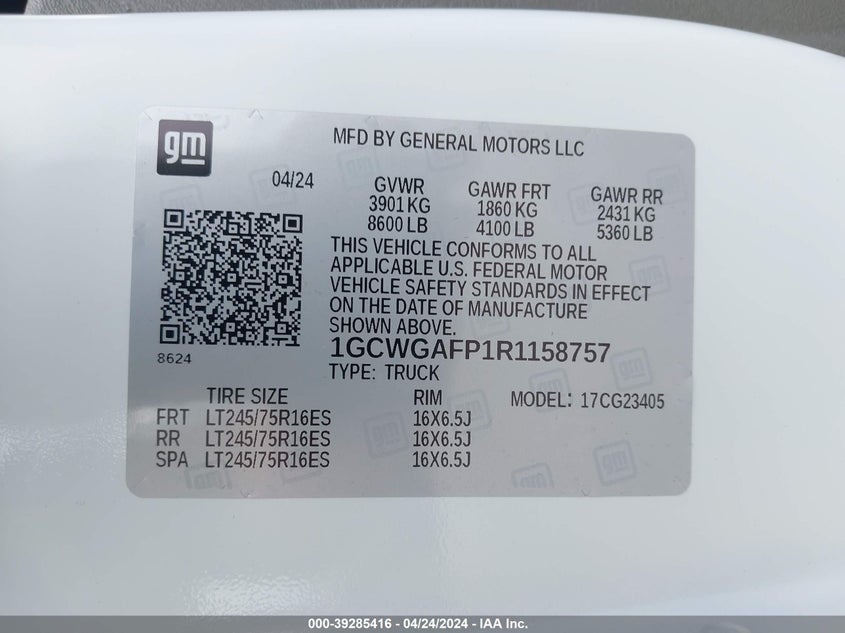 gm
MFD BY GENERAL MOTORS LLC
04/24
GVWR GAWR FRT GAWR RR
3901 KG 1860 KG 2431 KG
8600 LB 4100 LB 5360 LB
THIS VEHICLE CONFORMS TO ALL
APPLICABLE U.S. FEDERAL MOTOR
VEHICLE SAFETY STANDARDS IN EFFECT
ON THE DATE OF MANUFACTURE
SHOWN ABOVE.
8624
1GCWGAFP1R1158757
TYPE: TRUCK
TIRE SIZE RIM MODEL: 17CG23405
FRT LT245/75R16ES 16X6.5J
RR LT245/75R16ES 16X6.5J
SPA LT245/75R16ES 16X6.5J
000-39285416 - 04/24/2024 - IAA Inc.